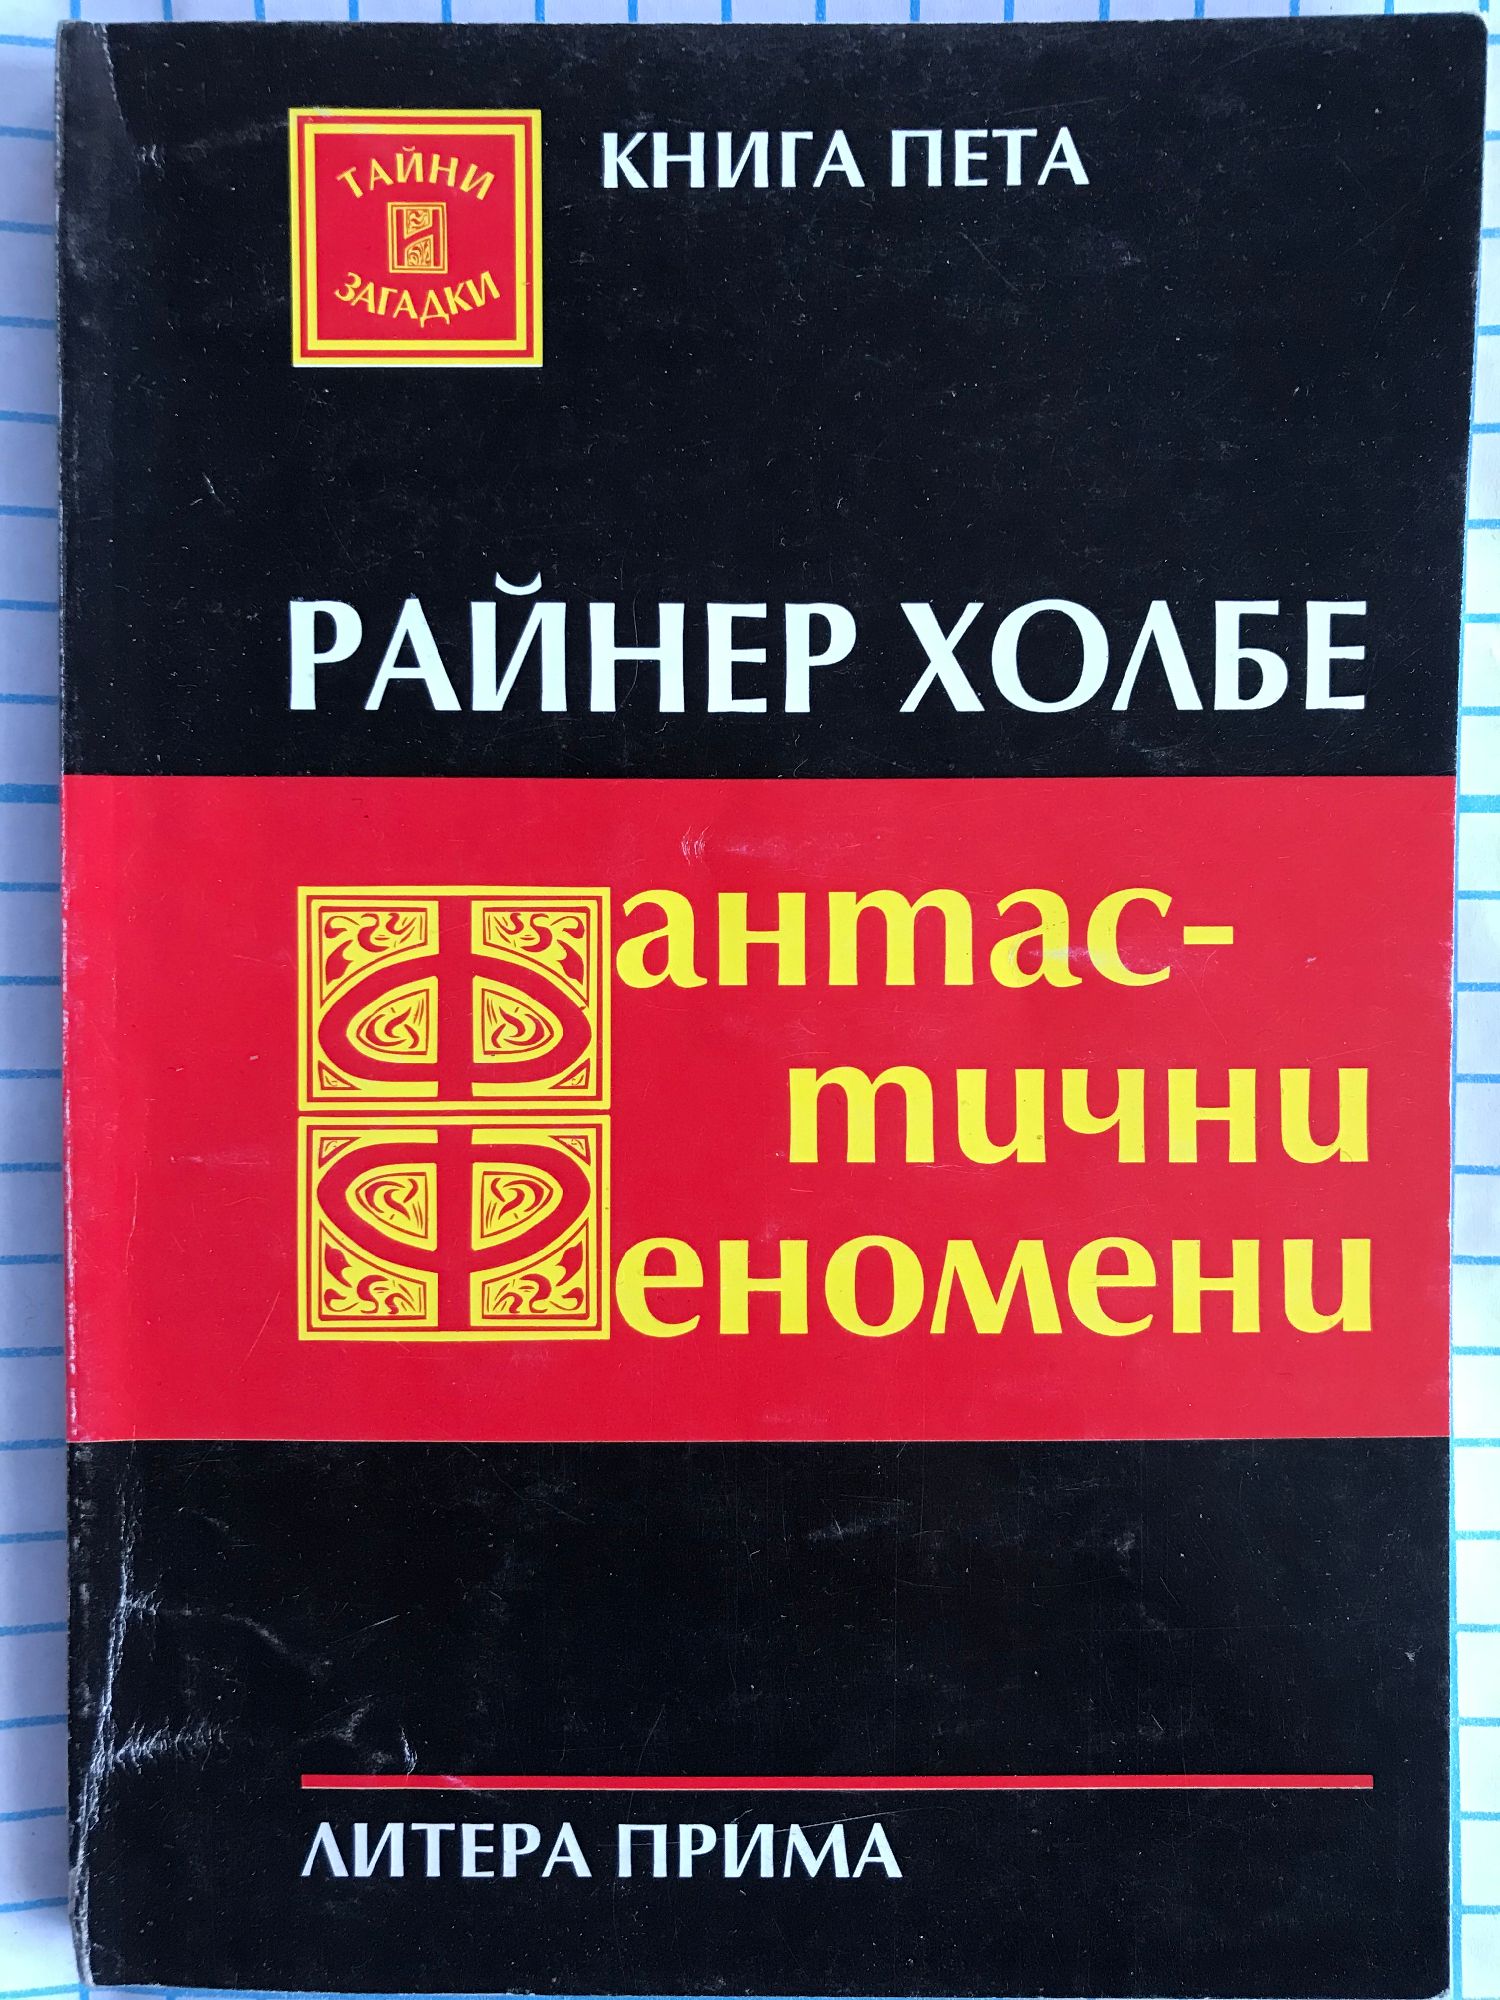 ТАЙНИ
И
ЗАГАДКИ
КНИГА ПЕТА
РАЙНЕР ХОЛБЕ
Фантас-
тични
Феномени
ЛИТЕРА ПРИМА